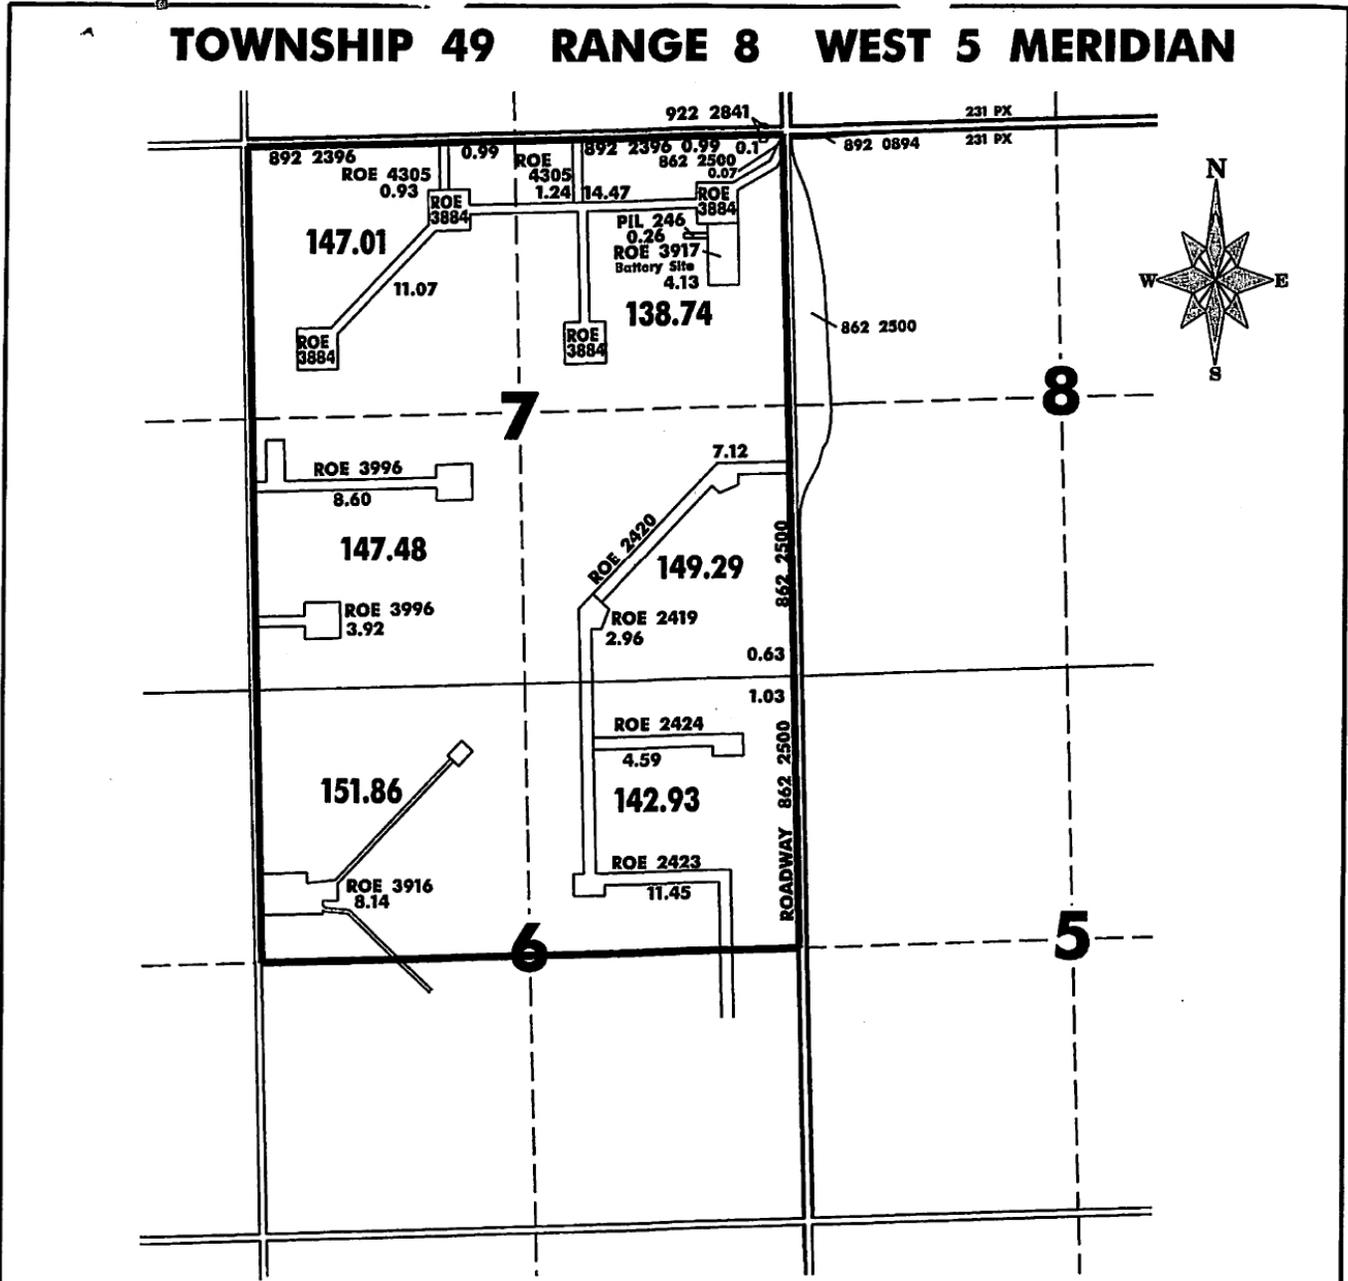 TOWNSHIP 49 RANGE 8 WEST 5 MERIDIAN
922 2841
231 PX
892 2396
0.99
ROE
4305
1.24
892 2396 0.99
0.1
862 2500
0.07
892 0894
231 PX
ROE 4305
0.93
14.47
ROE
3884
ROE
3884
N
W
E
S
147.01
PIL 246
0.26
ROE 3917
Battery Site
4.13
11.07
138.74
862 2500
ROE
3884
ROE
3884
7
8
ROE 3996
8.60
7.12
147.48
ROE 2420
149.29
862 2500
ROE 3996
3.92
ROE 2419
2.96
0.63
1.03
ROE 2424
4.59
151.86
142.93
ROADWAY 862 2500
ROE 3916
8.14
ROE 2423
11.45
6
5